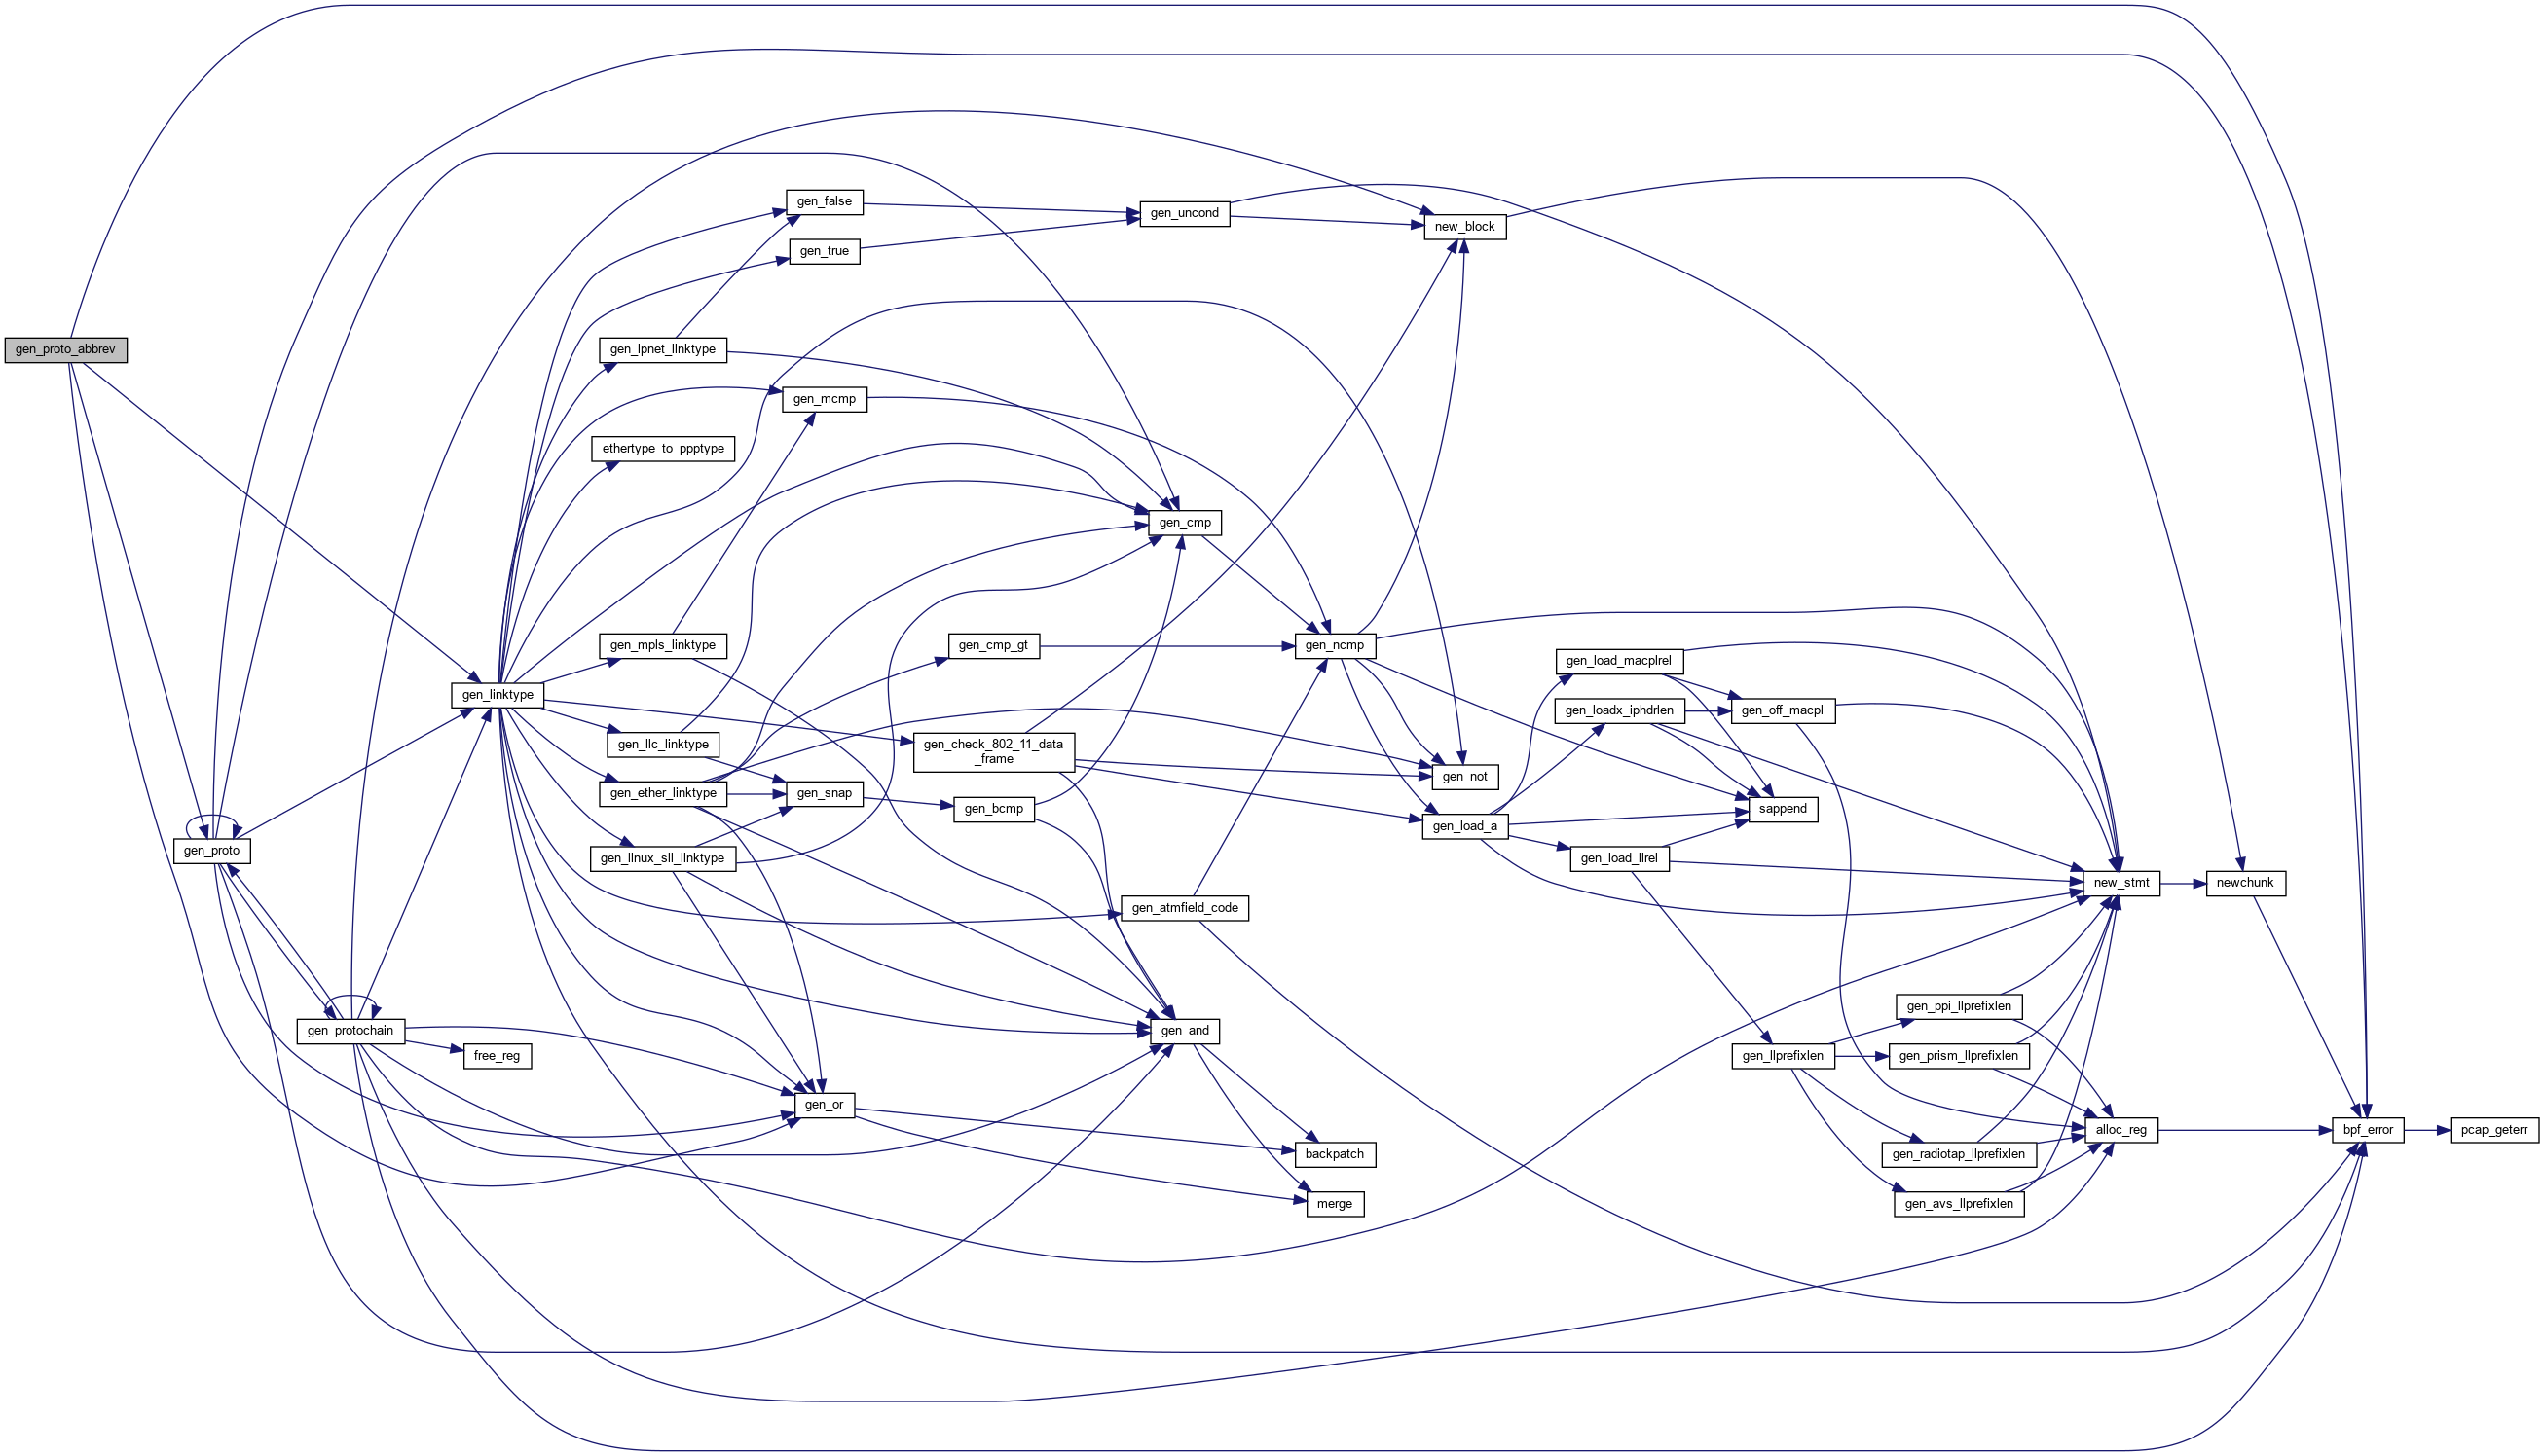 gen_false
gen_uncond
new_block
gen_true
gen_proto_abbrev
gen_ipnet_linktype
gen_mcmp
ethertype_to_ppptype
gen_cmp
gen_mpls_linktype
gen_cmp_gt
gen_ncmp
gen_load_macplrel
gen_linktype
gen_loadx_iphdrlen
gen_off_macpl
gen_llc_linktype
gen_check_802_11_data
_frame
gen_not
gen_ether_linktype
gen_snap
gen_bcmp
sappend
gen_load_a
gen_proto
gen_linux_sll_linktype
gen_load_llrel
new_stmt
newchunk
gen_atmfield_code
gen_ppi_llprefixlen
gen_protochain
gen_and
free_reg
gen_llprefixlen
gen_prism_llprefixlen
gen_or
alloc_reg
bpf_error
pcap_geterr
backpatch
gen_radiotap_llprefixlen
merge
gen_avs_llprefixlen